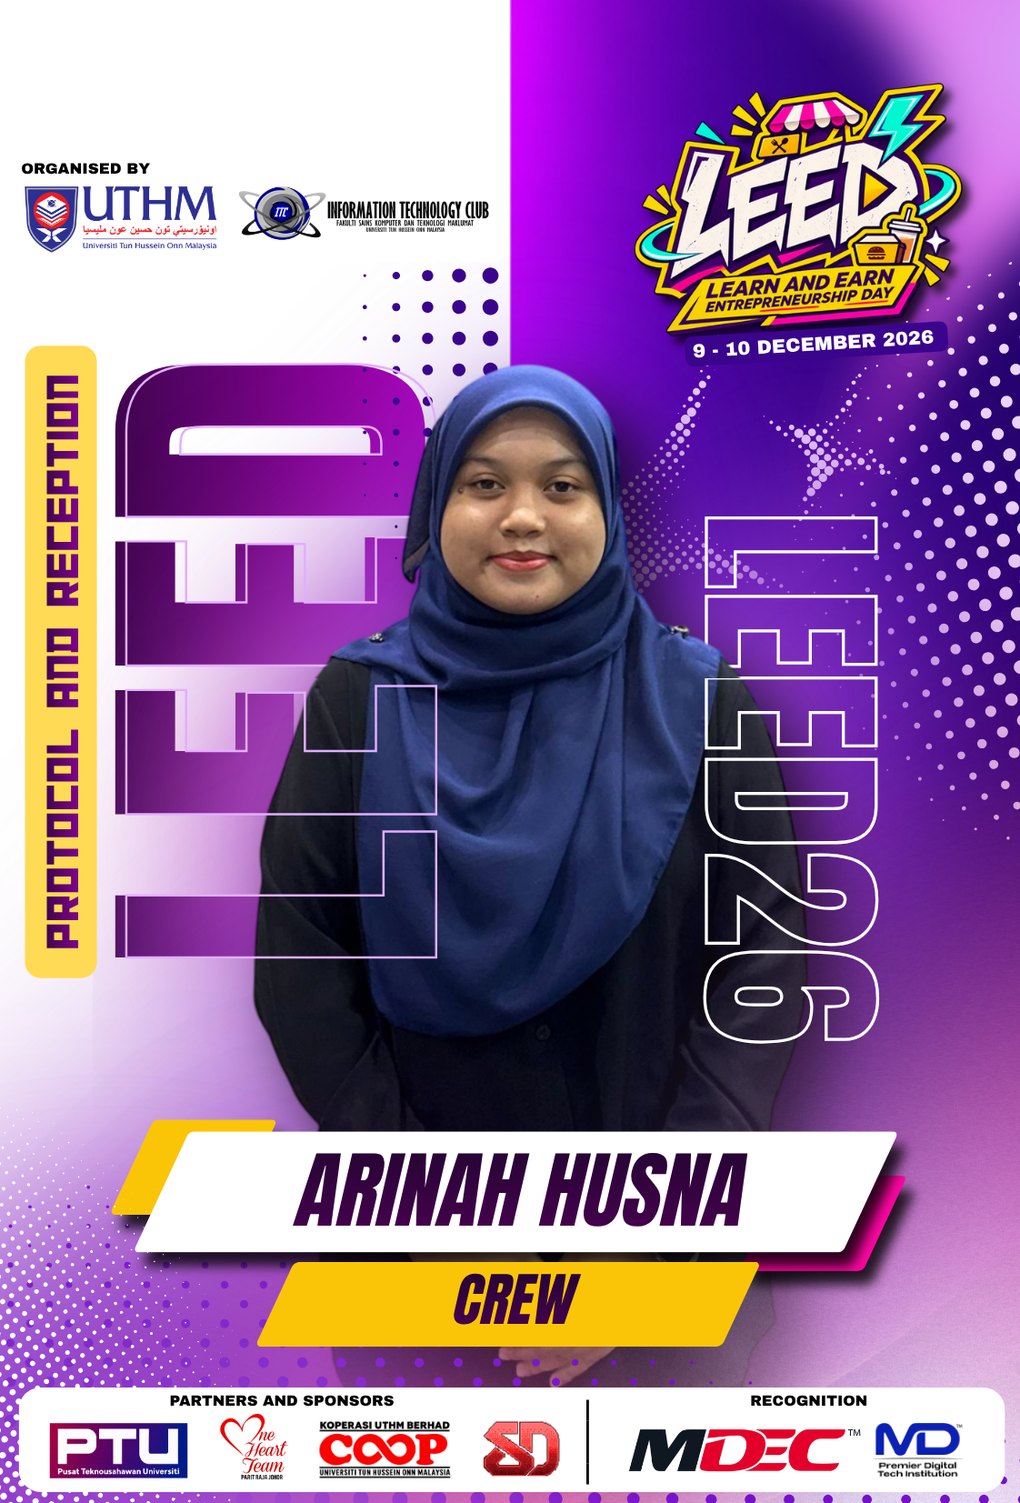 ORGANISED BY
UTHM
اونيۏرسيتي تون حسين عون مليسيا
Universiti Tun Hussein Onn Malaysia
ITC
INFORMATION TECHNOLOGY CLUB
FAKULTI SAINS KOMPUTER DAN TEKNOLOGI MAKLUMAT
UNIVERSITI TUN HUSSEIN ONN MALAYSIA
LEED
LEARN AND EARN
ENTREPRENEURSHIP DAY
9 - 10 DECEMBER 2026
PROTOCOL AND RECEPTION
LEED
LEED26
ARINAH HUSNA
CREW
PARTNERS AND SPONSORS
PTU
Pusat Teknousahawan Universiti
One
Heart
Team
PARIT RAJA JOHOR
KOPERASI UTHM BERHAD
COOP
UNIVERSITI TUN HUSSEIN ONN MALAYSIA
SD
RECOGNITION
MDEC™
MD™
Premier Digital
Tech Institution